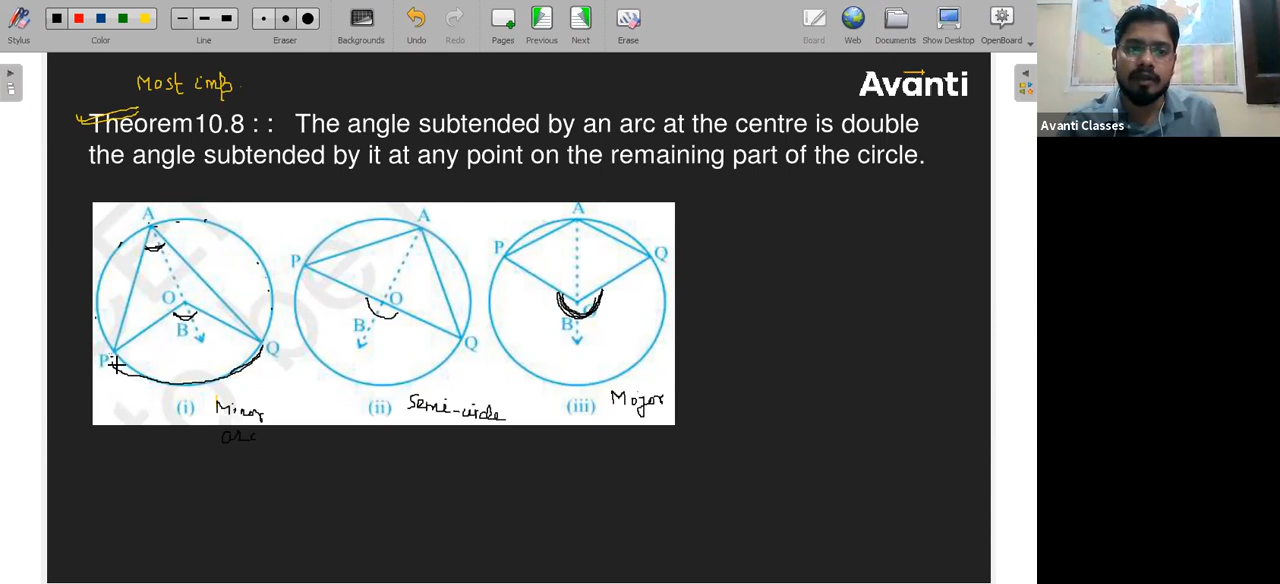 Stylus
Color
Line
Eraser
Backgrounds
Undo
Redo
Pages
Previous
Next
Erase
Board
Web
Documents
Show Desktop
OpenBoard
Most imp.
Avanti
Avanti Classes
Theorem10.8 : : The angle subtended by an arc at the centre is double
the angle subtended by it at any point on the remaining part of the circle.
A
O
B
P
Q
(i) Minor
arc
A
P
O
B
Q
(ii) Semi-circle
A
P
Q
O
B
(iii) Major